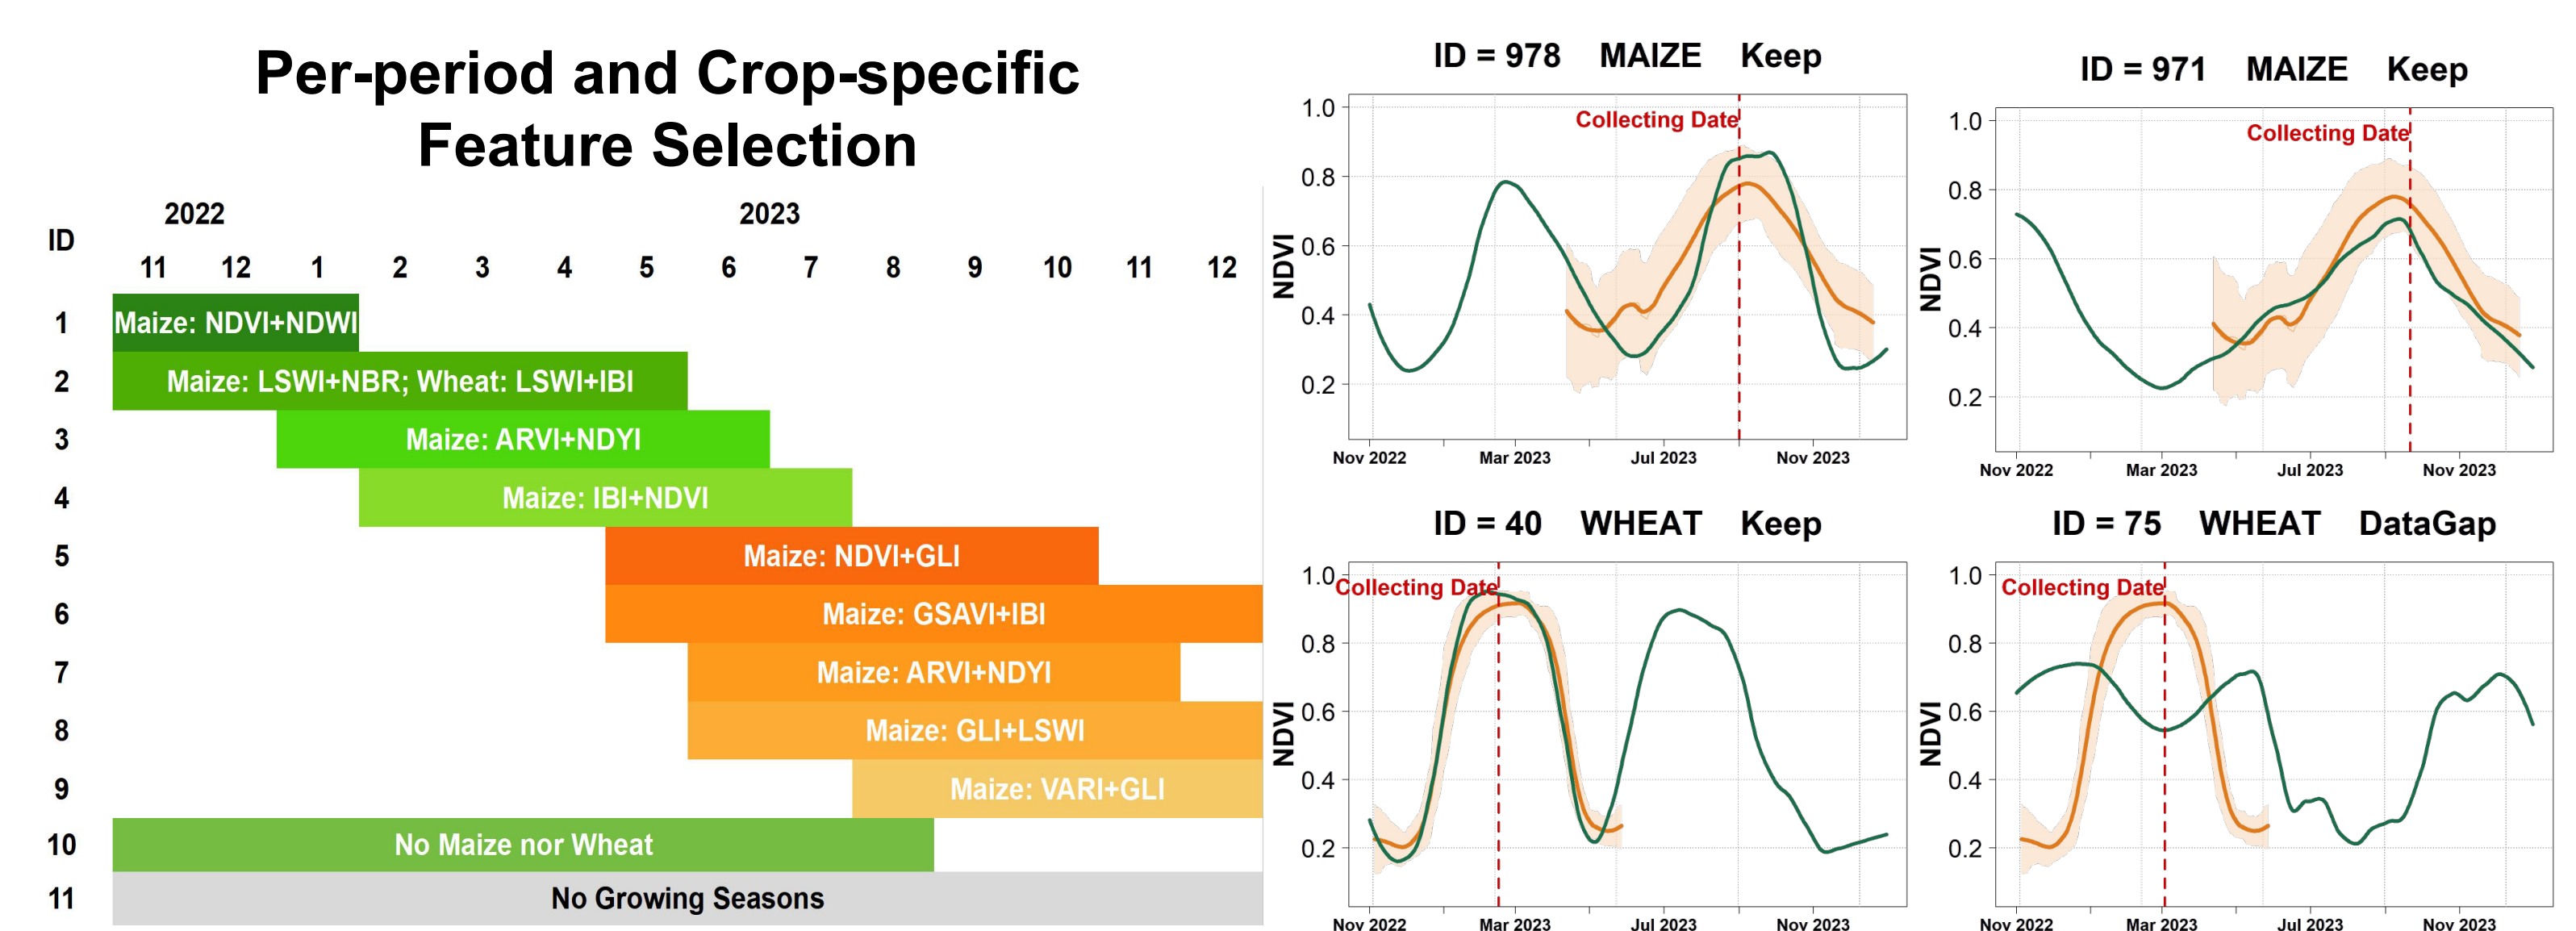 Per-period and Crop-specific
Feature Selection
2022 2023
ID
11 12 1 2 3 4 5 6 7 8 9 10 11 12
1 Maize: NDVI+NDWI
2 Maize: LSWI+NBR; Wheat: LSWI+IBI
3 Maize: ARVI+NDYI
4 Maize: IBI+NDVI
5 Maize: NDVI+GLI
6 Maize: GSAVI+IBI
7 Maize: ARVI+NDYI
8 Maize: GLI+LSWI
9 Maize: VARI+GLI
10 No Maize nor Wheat
11 No Growing Seasons
ID = 978 MAIZE Keep
Collecting Date
NDVI
1.0
0.8
0.6
0.4
0.2
Nov 2022 Mar 2023 Jul 2023 Nov 2023
ID = 971 MAIZE Keep
Collecting Date
NDVI
1.0
0.8
0.6
0.4
0.2
Nov 2022 Mar 2023 Jul 2023 Nov 2023
ID = 40 WHEAT Keep
Collecting Date
NDVI
1.0
0.8
0.6
0.4
0.2
Nov 2022 Mar 2023 Jul 2023 Nov 2023
ID = 75 WHEAT DataGap
Collecting Date
NDVI
1.0
0.8
0.6
0.4
0.2
Nov 2022 Mar 2023 Jul 2023 Nov 2023